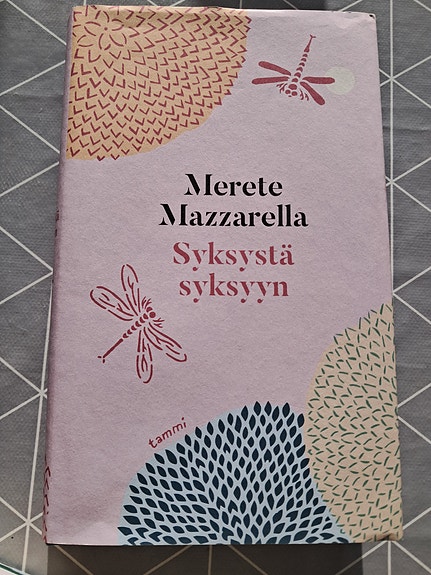 Merete
Mazzarella
Syksystä
syksyyn
tammi